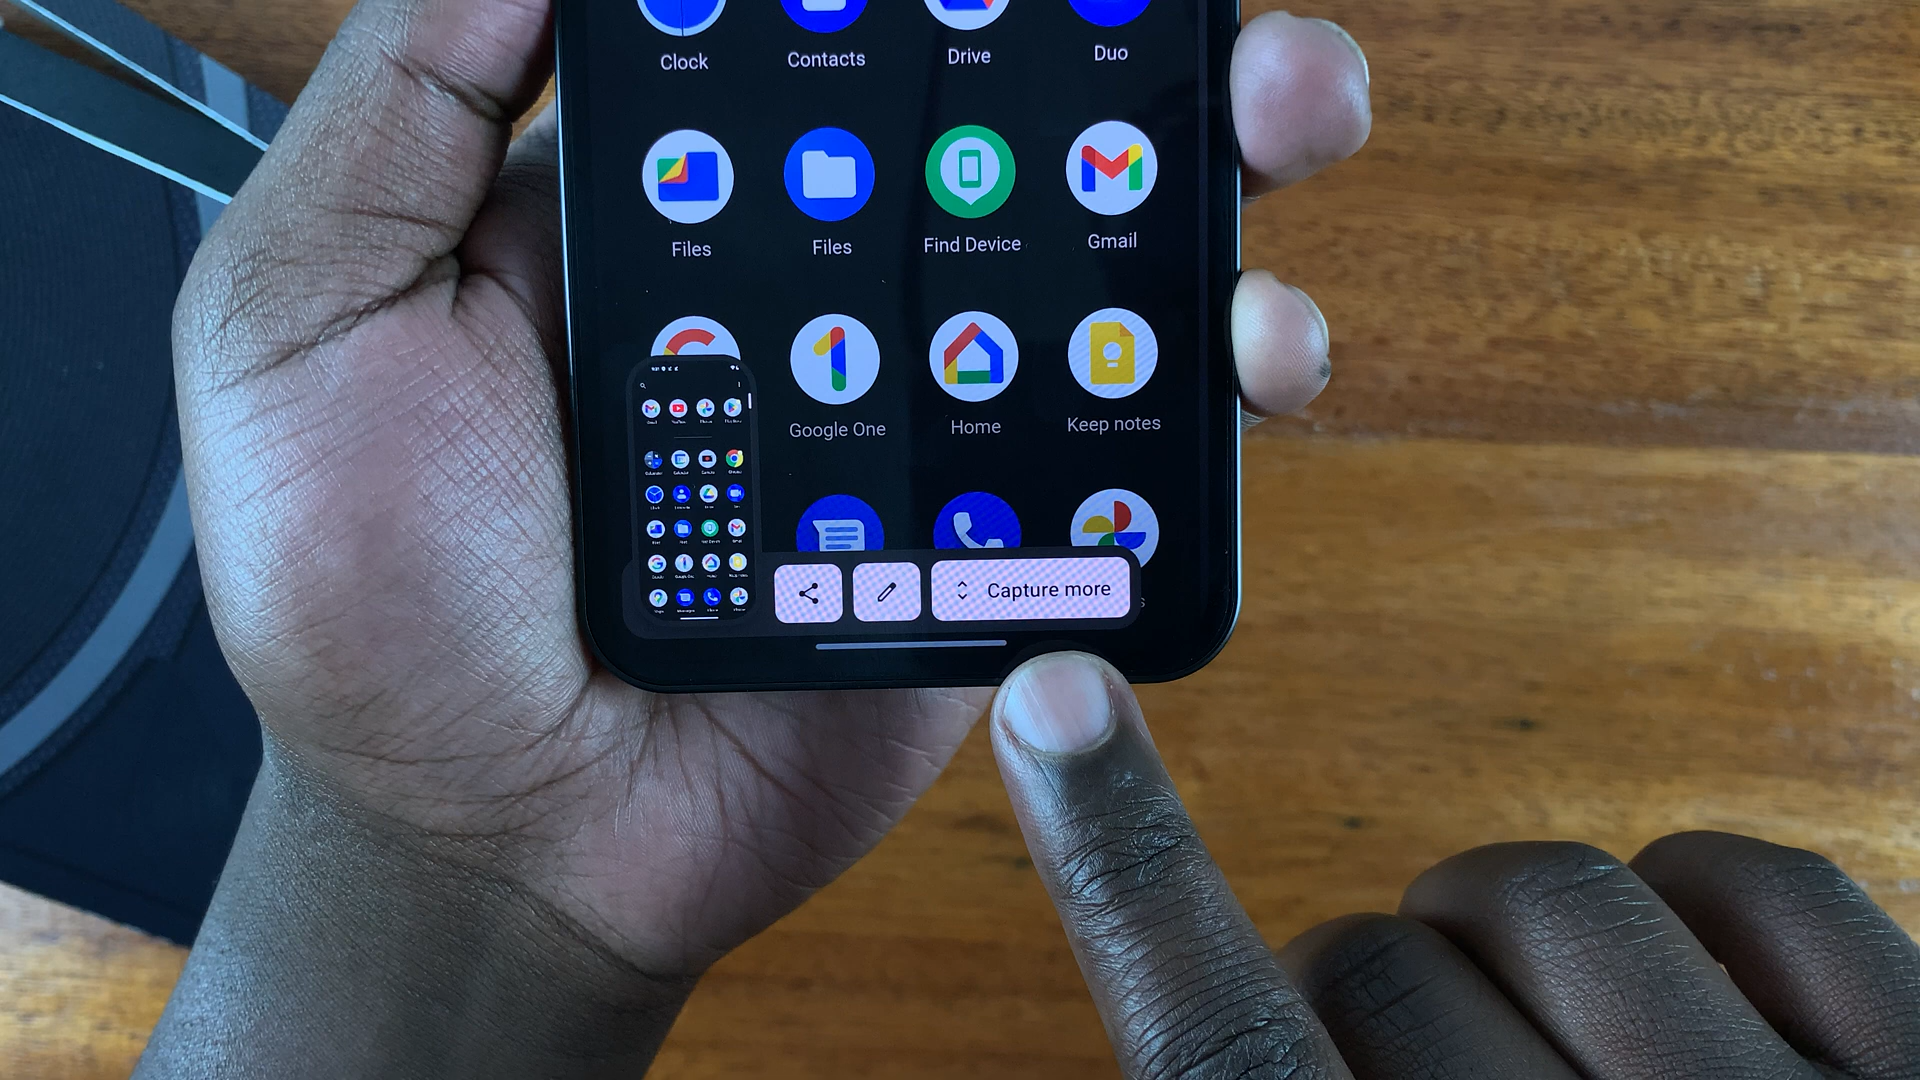 Clock Contacts Drive Duo
Files Files Find Device Gmail
Google One Home Keep notes
Capture more